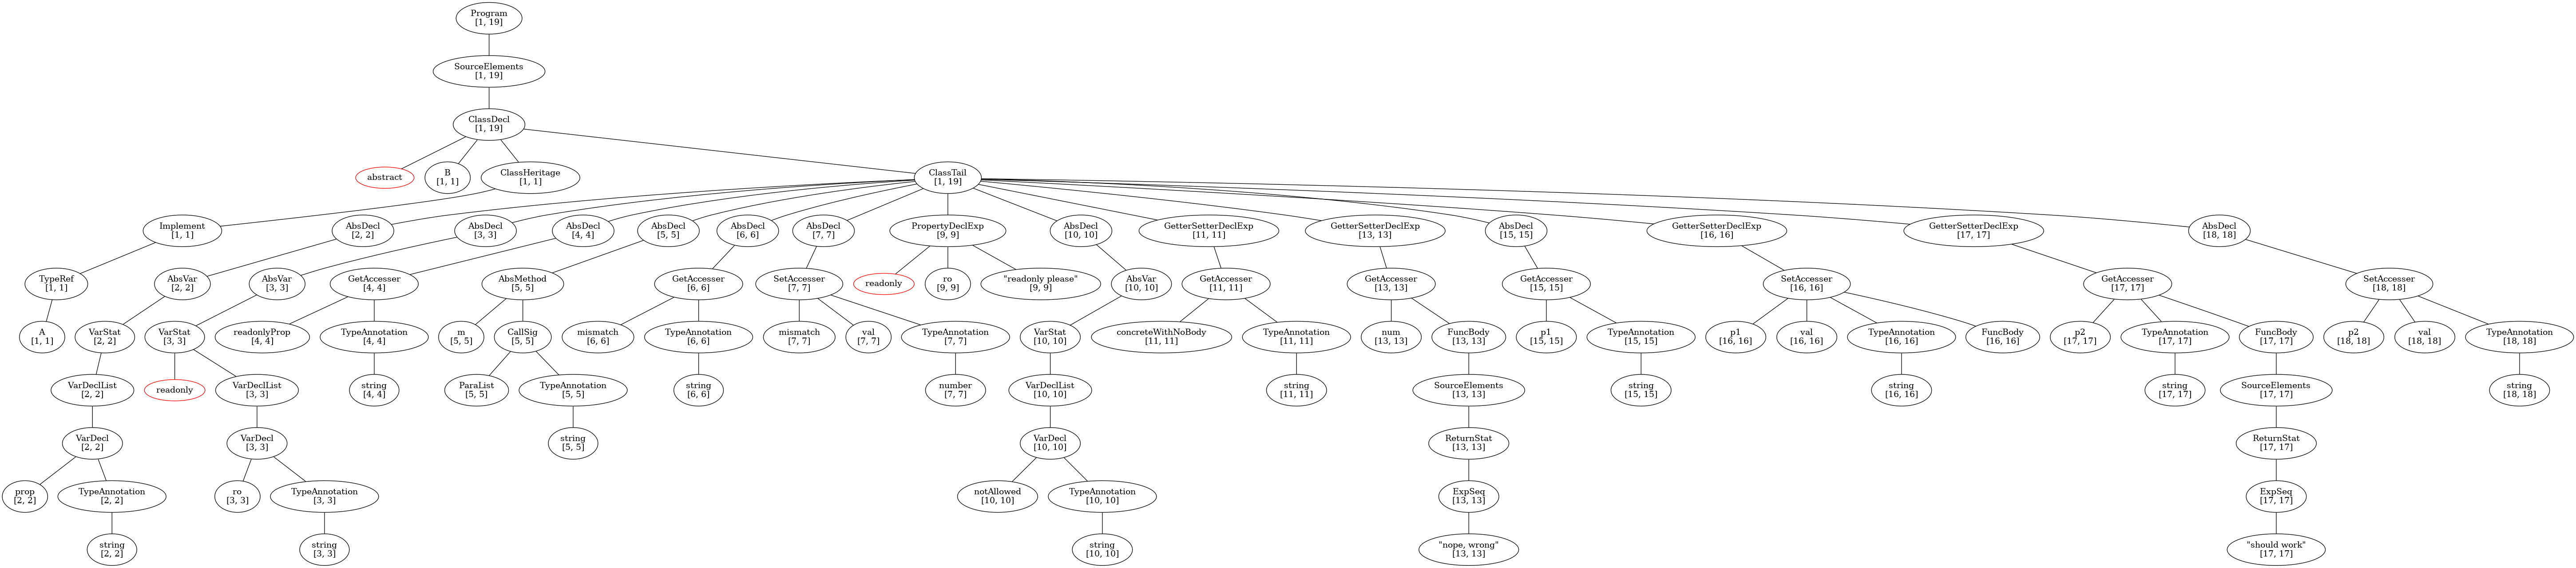 Program
[1, 19]
SourceElements
[1, 19]
ClassDecl
[1, 19]
abstract
B
[1, 1]
ClassHeritage
[1, 1]
ClassTail
[1, 19]
Implement
[1, 1]
AbsDecl
[2, 2]
AbsDecl
[3, 3]
AbsDecl
[4, 4]
AbsDecl
[5, 5]
AbsDecl
[6, 6]
AbsDecl
[7, 7]
PropertyDeclExp
[9, 9]
AbsDecl
[10, 10]
GetterSetterDeclExp
[11, 11]
GetterSetterDeclExp
[13, 13]
AbsDecl
[15, 15]
GetterSetterDeclExp
[16, 16]
GetterSetterDeclExp
[17, 17]
AbsDecl
[18, 18]
TypeRef
[1, 1]
AbsVar
[2, 2]
AbsVar
[3, 3]
GetAccesser
[4, 4]
AbsMethod
[5, 5]
GetAccesser
[6, 6]
SetAccesser
[7, 7]
readonly
ro
[9, 9]
"readonly please"
[9, 9]
AbsVar
[10, 10]
GetAccesser
[11, 11]
GetAccesser
[13, 13]
GetAccesser
[15, 15]
SetAccesser
[16, 16]
GetAccesser
[17, 17]
SetAccesser
[18, 18]
A
[1, 1]
VarStat
[2, 2]
VarStat
[3, 3]
readonlyProp
[4, 4]
TypeAnnotation
[4, 4]
m
[5, 5]
CallSig
[5, 5]
mismatch
[6, 6]
TypeAnnotation
[6, 6]
mismatch
[7, 7]
val
[7, 7]
TypeAnnotation
[7, 7]
VarStat
[10, 10]
concreteWithNoBody
[11, 11]
TypeAnnotation
[11, 11]
num
[13, 13]
FuncBody
[13, 13]
p1
[15, 15]
TypeAnnotation
[15, 15]
p1
[16, 16]
val
[16, 16]
TypeAnnotation
[16, 16]
FuncBody
[16, 16]
p2
[17, 17]
TypeAnnotation
[17, 17]
FuncBody
[17, 17]
p2
[18, 18]
val
[18, 18]
TypeAnnotation
[18, 18]
VarDeclList
[2, 2]
readonly
VarDeclList
[3, 3]
string
[4, 4]
ParaList
[5, 5]
TypeAnnotation
[5, 5]
string
[6, 6]
number
[7, 7]
VarDeclList
[10, 10]
string
[11, 11]
SourceElements
[13, 13]
string
[15, 15]
string
[16, 16]
string
[17, 17]
SourceElements
[17, 17]
string
[18, 18]
VarDecl
[2, 2]
VarDecl
[3, 3]
string
[5, 5]
VarDecl
[10, 10]
ReturnStat
[13, 13]
ReturnStat
[17, 17]
prop
[2, 2]
TypeAnnotation
[2, 2]
ro
[3, 3]
TypeAnnotation
[3, 3]
notAllowed
[10, 10]
TypeAnnotation
[10, 10]
ExpSeq
[13, 13]
ExpSeq
[17, 17]
string
[2, 2]
string
[3, 3]
string
[10, 10]
"nope, wrong"
[13, 13]
"should work"
[17, 17]